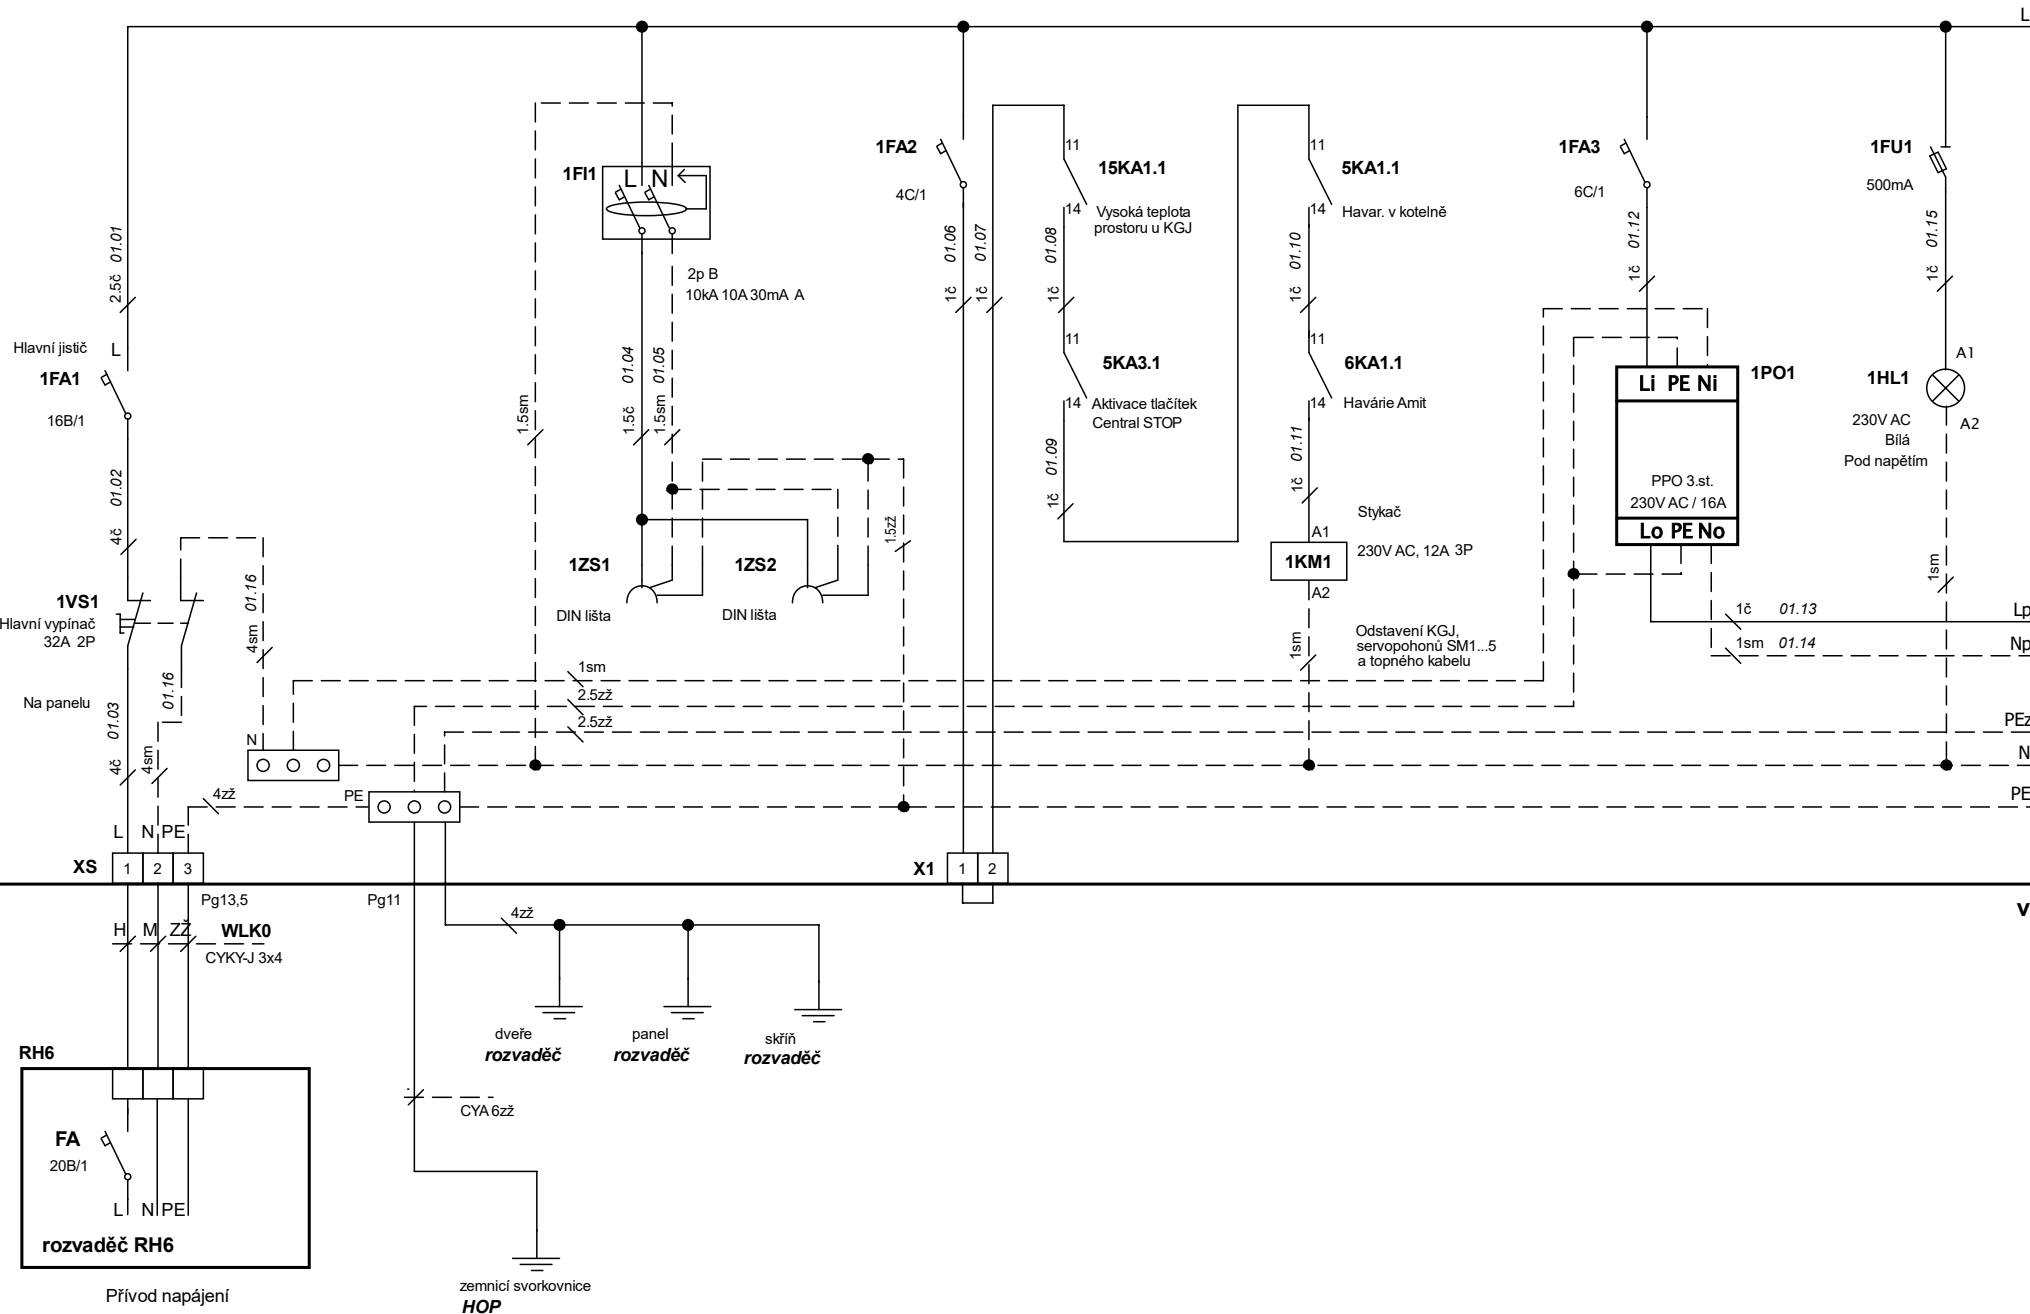 L
01.01
2.5č
Hlavní jistič
L
1FA1
16B/1
01.02
4č
1VS1
Hlavní vypínač
32A 2P
Na panelu
01.03
4č
01.16
4sm
01.16
4sm
N
4zž
PE
L N PE
XS 1 2 3
Pg13,5
Pg11
H M ZŽ WLK0
CYKY-J 3x4
RH6
FA
20B/1
L N PE
rozvaděč RH6
Přívod napájení
1FI1
L N
2p B
10kA 10A 30mA A
1.5sm
01.04
1.5č
01.05
1.5sm
1.5zž
1ZS1
DIN lišta
1ZS2
DIN lišta
1sm
2.5zž
2.5zž
4zž
dveře
rozvaděč
panel
rozvaděč
skříň
rozvaděč
CYA 6zž
zemnicí svorkovnice
HOP
1FA2
4C/1
01.06
1č
01.07
1č
X1 1 2
11
15KA1.1
14
Vysoká teplota
prostoru u KGJ
01.08
1č
11
5KA3.1
14
Aktivace tlačítek
Central STOP
01.09
1č
11
5KA1.1
14
Havar. v kotelně
01.10
1č
11
6KA1.1
14
Havárie Amit
01.11
1č
Stykač
A1
1KM1
230V AC, 12A 3P
A2
1sm
Odstavení KGJ,
servopohonů SM1...5
a topného kabelu
1FA3
6C/1
01.12
1č
Li PE Ni
1PO1
PPO 3.st.
230V AC / 16A
Lo PE No
1č 01.13
Lp
1sm 01.14
Np
1FU1
500mA
01.15
1č
A1
1HL1
A2
230V AC
Bílá
Pod napětím
1sm
PEz
N
PE